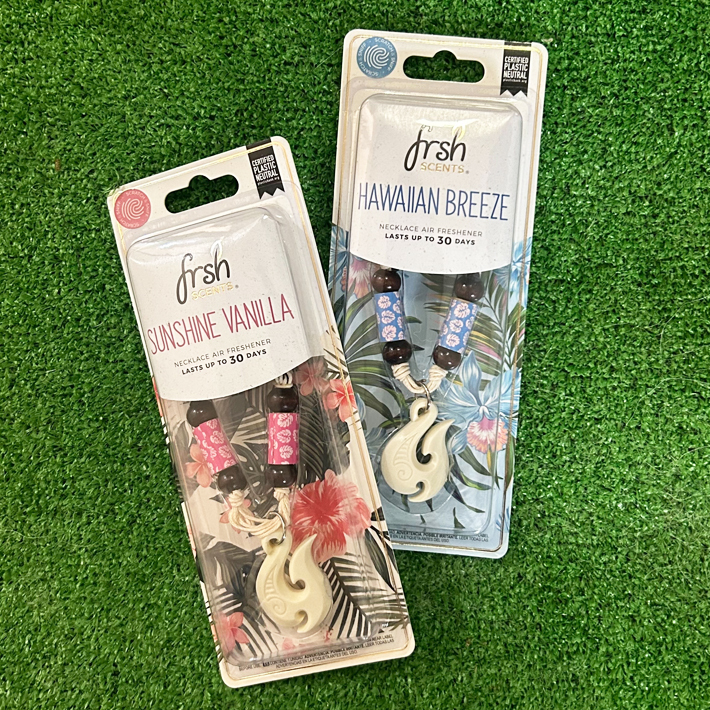 CERTIFIED
PLASTIC
NEUTRAL
frsh
SCENTS®
HAWAIIAN BREEZE
NECKLACE AIR FRESHENER
LASTS UP TO 30 DAYS
CERTIFIED
PLASTIC
NEUTRAL
frsh
SCENTS®
SUNSHINE VANILLA
NECKLACE AIR FRESHENER
LASTS UP TO 30 DAYS